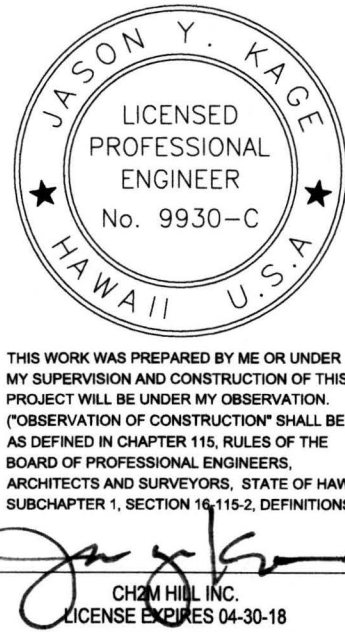 JASON Y. KAGE
LICENSED
PROFESSIONAL
ENGINEER
No. 9930-C
HAWAII U.S.A
THIS WORK WAS PREPARED BY ME OR UNDER
MY SUPERVISION AND CONSTRUCTION OF THIS
PROJECT WILL BE UNDER MY OBSERVATION.
("OBSERVATION OF CONSTRUCTION" SHALL BE
AS DEFINED IN CHAPTER 115, RULES OF THE
BOARD OF PROFESSIONAL ENGINEERS,
ARCHITECTS AND SURVEYORS, STATE OF HAW
SUBCHAPTER 1, SECTION 16-115-2, DEFINITIONS
CH2M HILL INC.
LICENSE EXPIRES 04-30-18